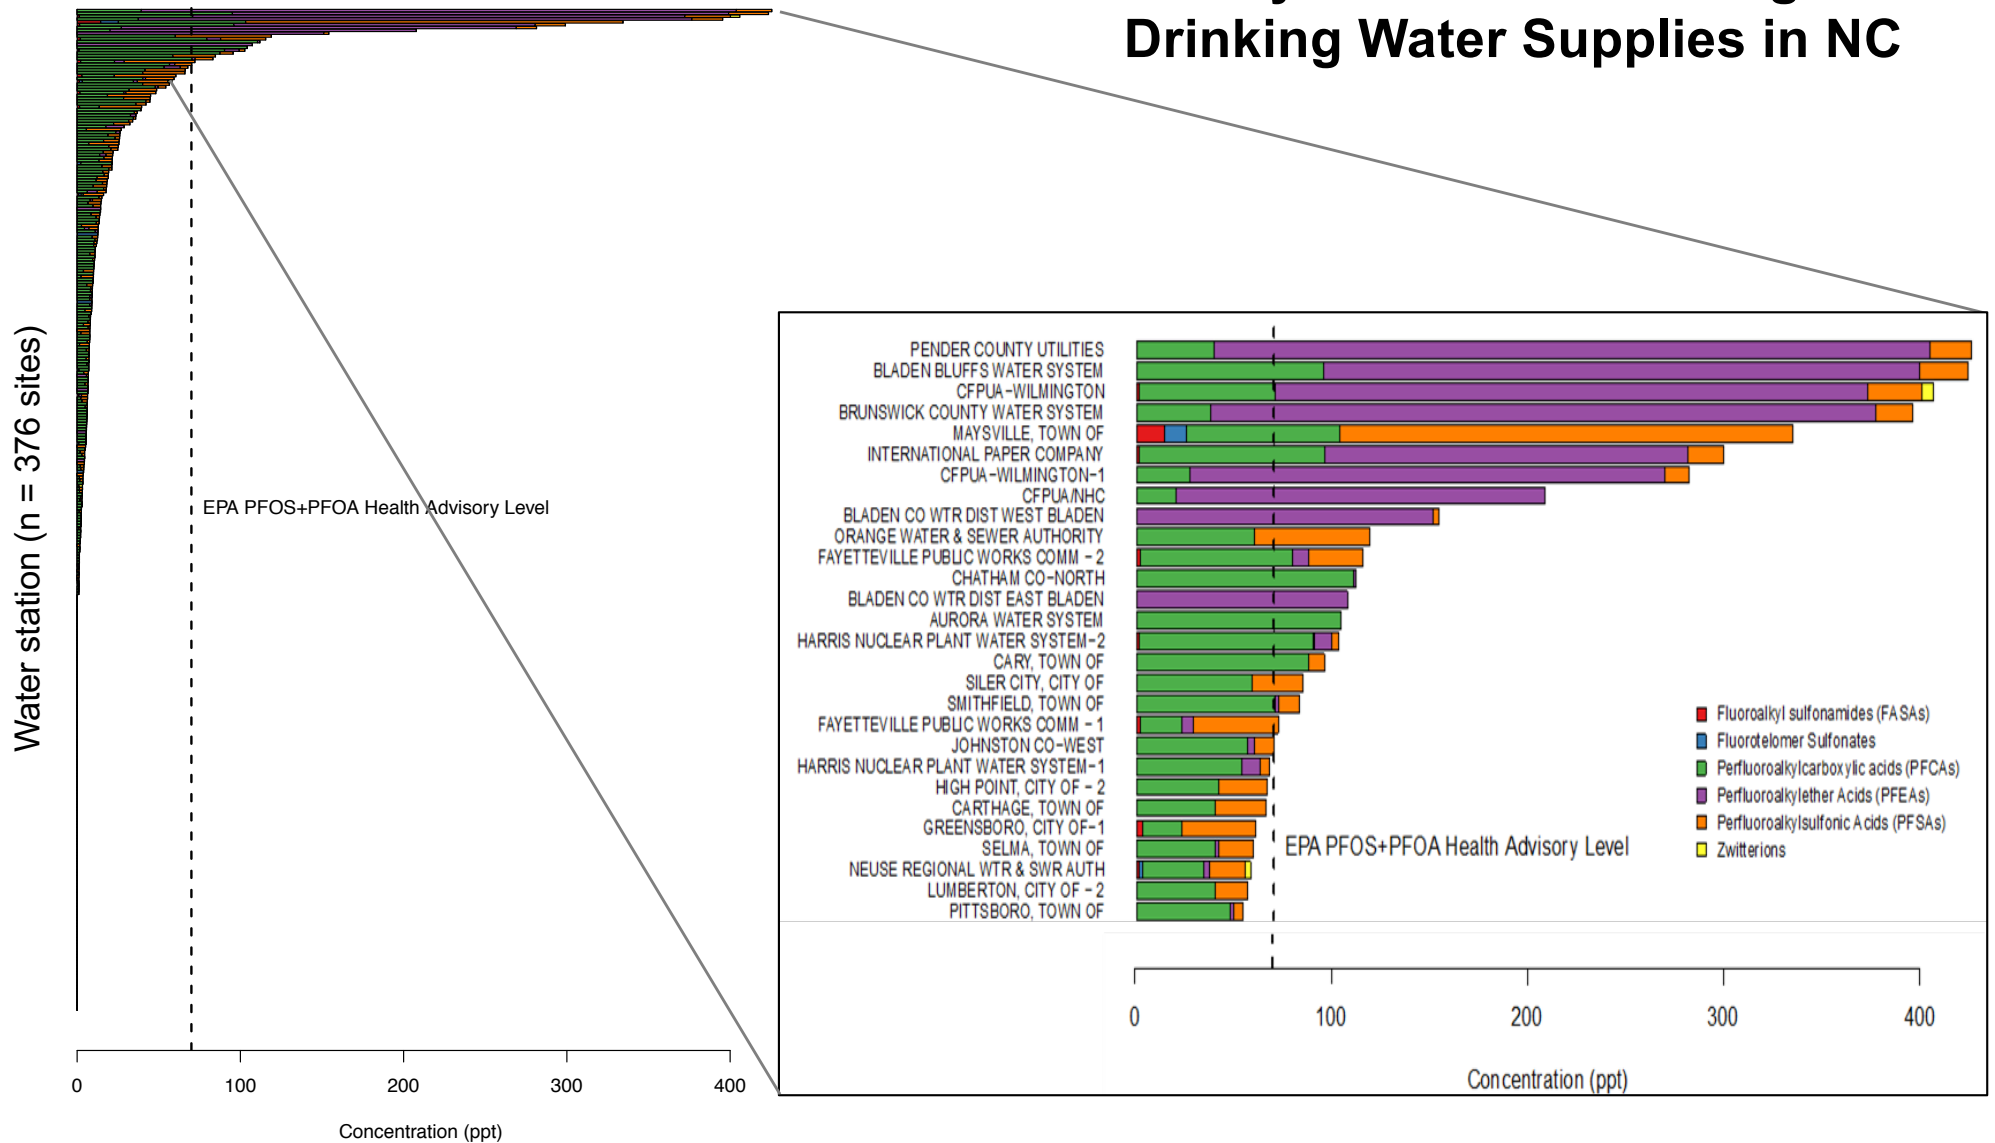 Drinking Water Supplies in NC
Water station (n = 376 sites)
EPA PFOS+PFOA Health Advisory Level
0
100
200
300
400
Concentration (ppt)
PENDER COUNTY UTILITIES
BLADEN BLUFFS WATER SYSTEM
CFPUA-WILMINGTON
BRUNSWICK COUNTY WATER SYSTEM
MAYSVILLE, TOWN OF
INTERNATIONAL PAPER COMPANY
CFPUA-WILMINGTON-1
CFPUA/NHC
BLADEN CO WTR DIST WEST BLADEN
ORANGE WATER & SEWER AUTHORITY
FAYETTEVILLE PUBLIC WORKS COMM - 2
CHATHAM CO-NORTH
BLADEN CO WTR DIST EAST BLADEN
AURORA WATER SYSTEM
HARRIS NUCLEAR PLANT WATER SYSTEM-2
CARY, TOWN OF
SILER CITY, CITY OF
SMITHFIELD, TOWN OF
FAYETTEVILLE PUBLIC WORKS COMM - 1
JOHNSTON CO-WEST
HARRIS NUCLEAR PLANT WATER SYSTEM-1
HIGH POINT, CITY OF - 2
CARTHAGE, TOWN OF
GREENSBORO, CITY OF-1
SELMA, TOWN OF
NEUSE REGIONAL WTR & SWR AUTH
LUMBERTON, CITY OF - 2
PITTSBORO, TOWN OF
Fluoroalkyl sulfonamides (FASAs)
Fluorotelomer Sulfonates
Perfluoroalkylcarboxylic acids (PFCAs)
Perfluoroalkylether Acids (PFEAs)
Perfluoroalkylsulfonic Acids (PFSAs)
Zwitterions
EPA PFOS+PFOA Health Advisory Level
0
100
200
300
400
Concentration (ppt)